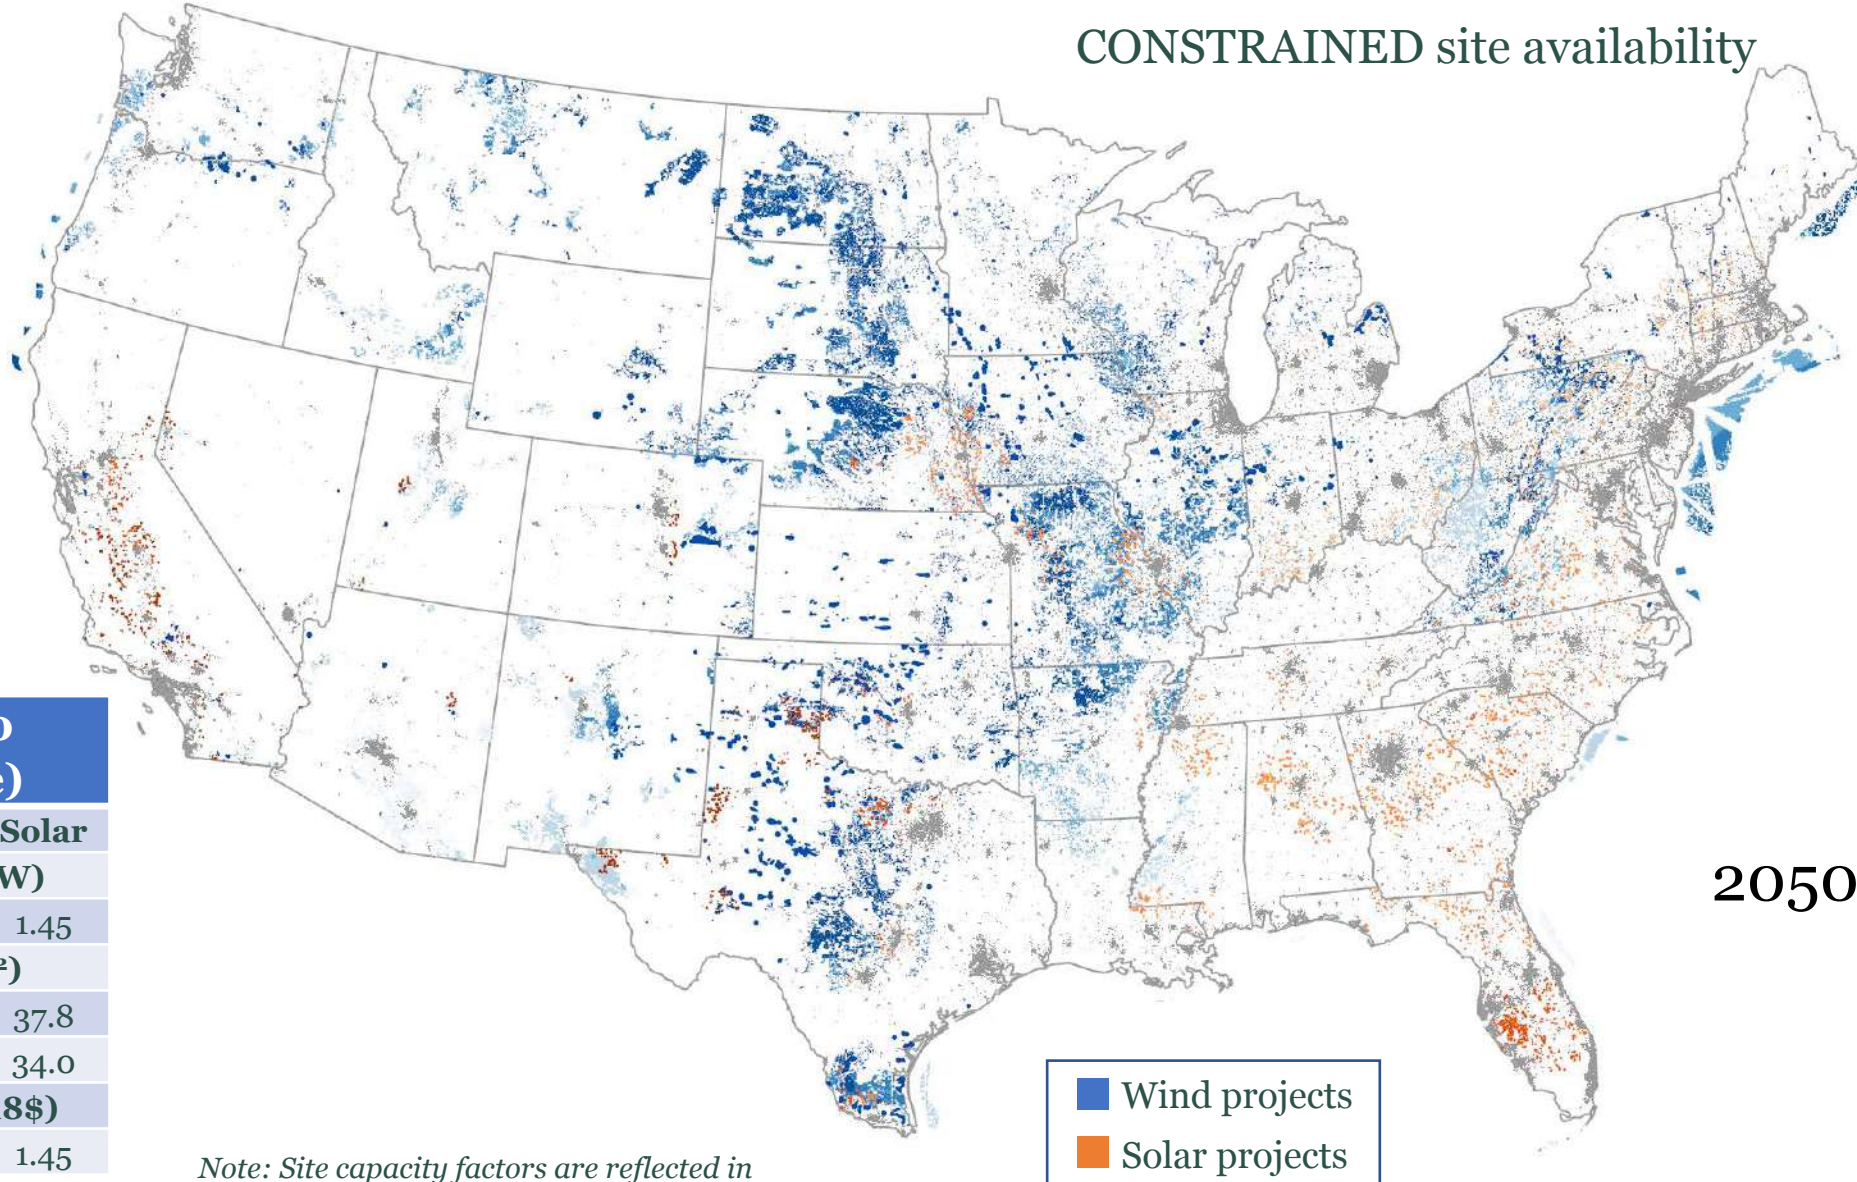 CONSTRAINED site availability
e)
Solar
W)
1.45
²)
37.8
34.0
8$)
1.45
2050
Wind projects
Solar projects
Note: Site capacity factors are reflected in